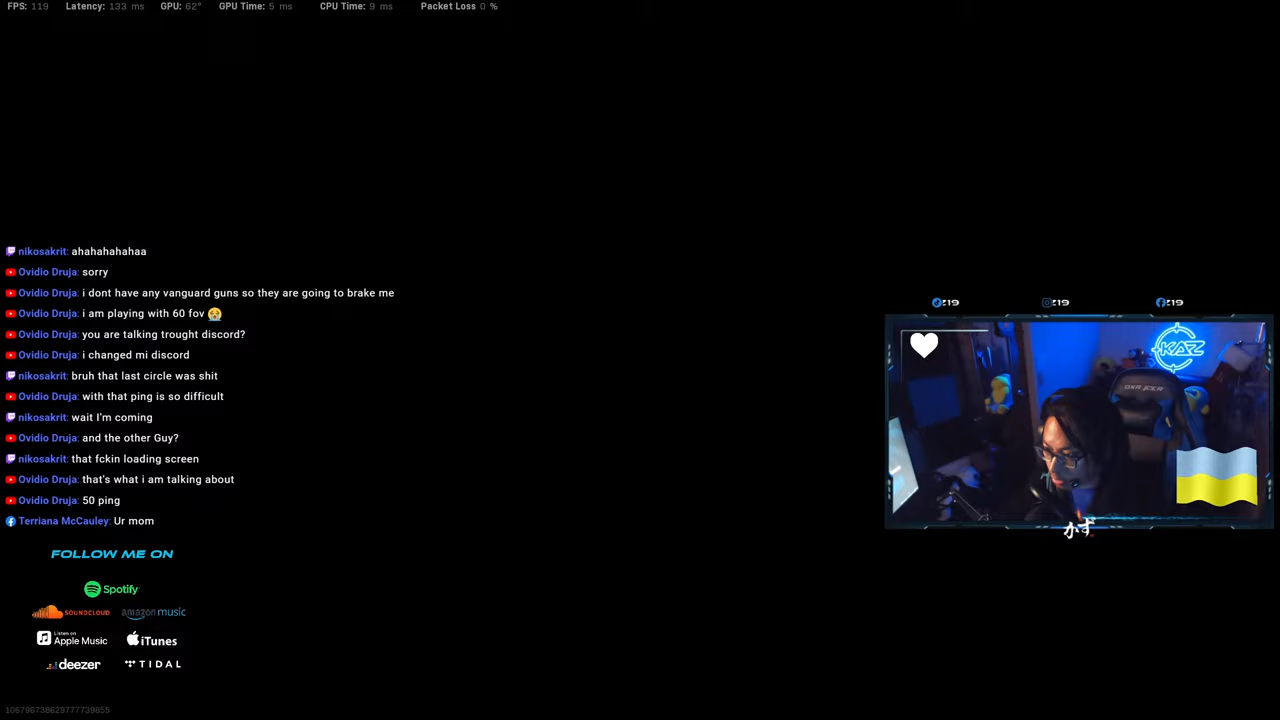 FPS: 119 Latency: 133 ms GPU: 62° GPU Time: 5 ms CPU Time: 9 ms Packet Loss 0 %
nikosakrit: ahahahahahaa
Ovidio Druja: sorry
Ovidio Druja: i dont have any vanguard guns so they are going to brake me
Ovidio Druja: i am playing with 60 fov 😭
Ovidio Druja: you are talking trought discord?
Ovidio Druja: i changed mi discord
nikosakrit: bruh that last circle was shit
Ovidio Druja: with that ping is so difficult
nikosakrit: wait I'm coming
Ovidio Druja: and the other Guy?
nikosakrit: that fckin loading screen
Ovidio Druja: that's what i am talking about
Ovidio Druja: 50 ping
Terriana McCauley: Ur mom
FOLLOW ME ON
Spotify
SOUNDCLOUD amazon music
Listen on
Apple Music iTunes
deezer TIDAL
KAZ
かず